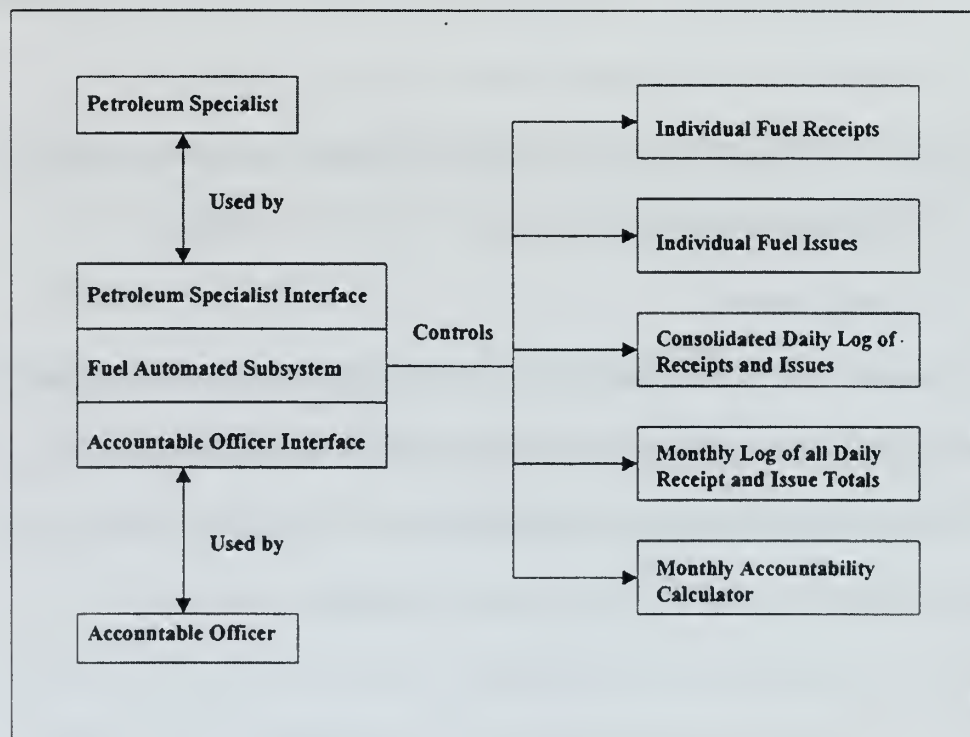 Petroleum Specialist
Used by
Petroleum Specialist Interface
Fuel Automated Subsystem
Accountable Officer Interface
Used by
Accountable Officer
Controls
Individual Fuel Receipts
Individual Fuel Issues
Consolidated Daily Log of
Receipts and Issues
Monthly Log of all Daily
Receipt and Issue Totals
Monthly Accountability
Calculator